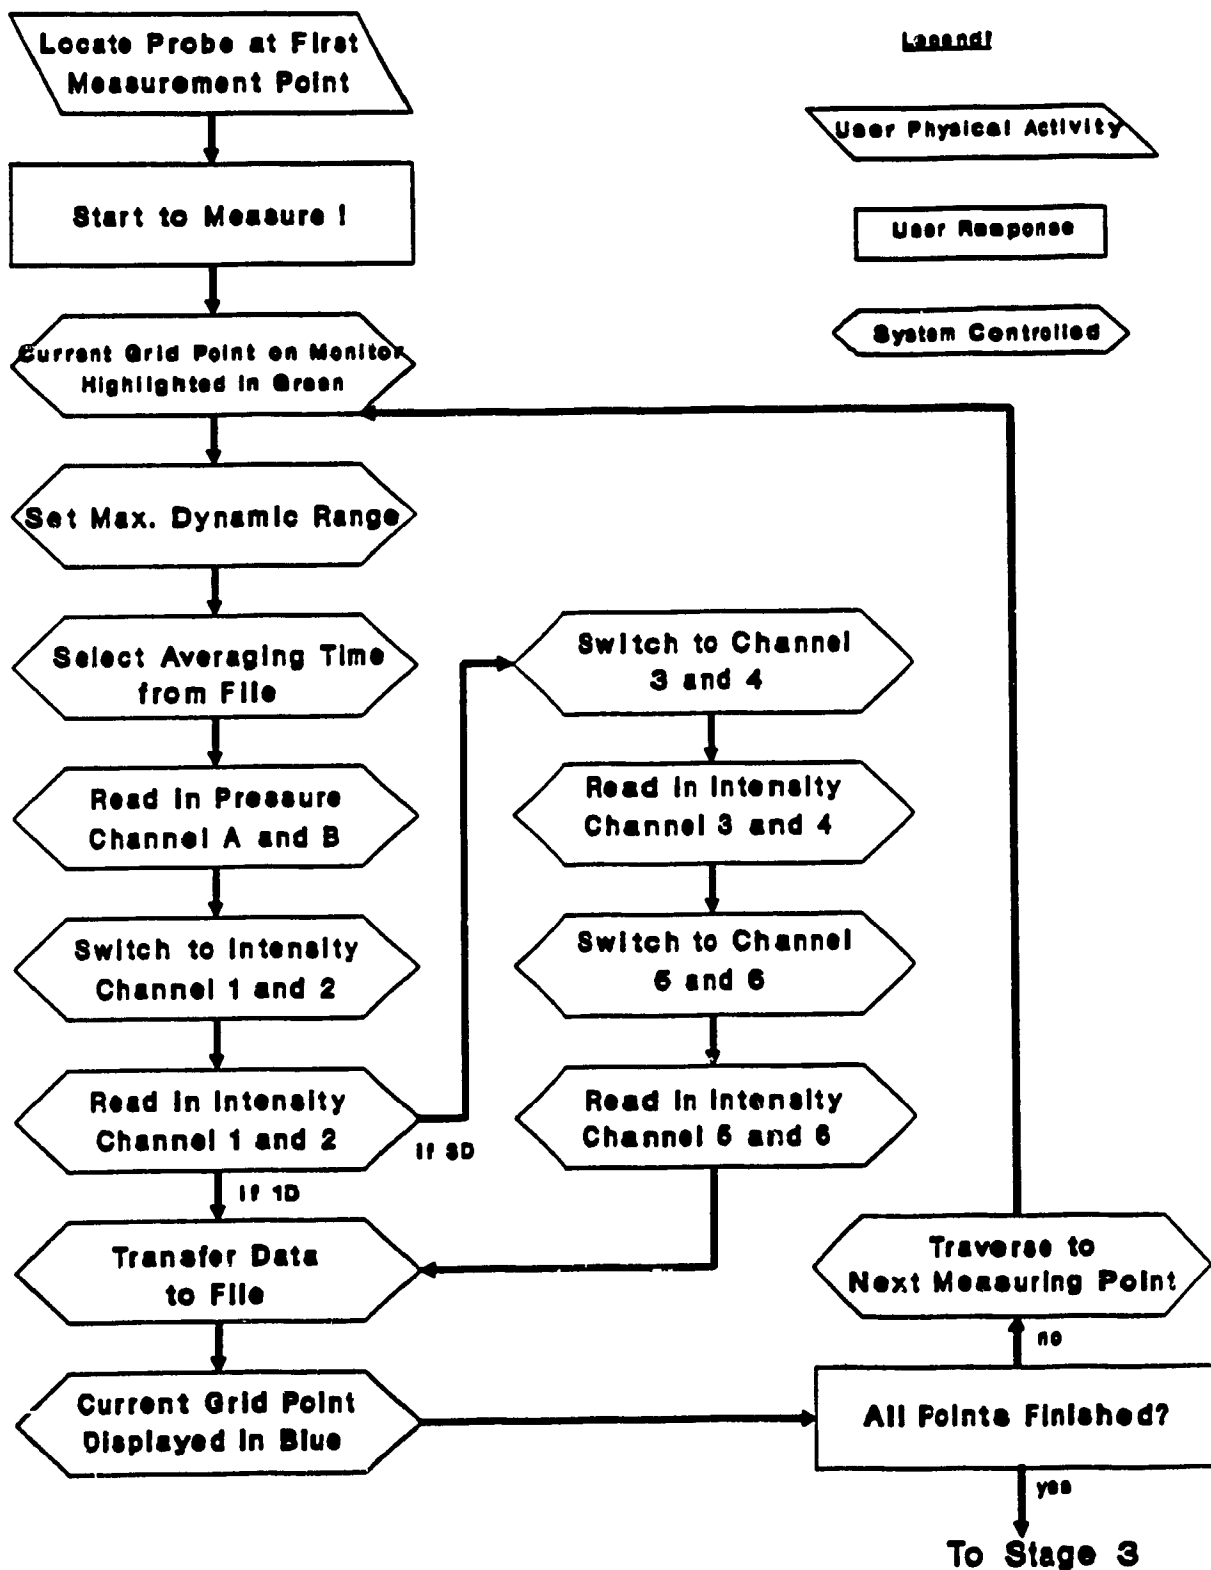 Locate Probe at First
Measurement Point
Start to Measure !
Current Grid Point on Monitor
Highlighted in Green
Set Max. Dynamic Range
Select Averaging Time
from File
Read in Pressure
Channel A and B
Switch to Intensity
Channel 1 and 2
Read in Intensity
Channel 1 and 2
If 3D
If 1D
Transfer Data
to File
Current Grid Point
Displayed in Blue
Switch to Channel
3 and 4
Read in Intensity
Channel 3 and 4
Switch to Channel
5 and 6
Read in Intensity
Channel 5 and 6
Legend:
User Physical Activity
User Response
System Controlled
Traverse to
Next Measuring Point
no
All Points Finished?
yes
To Stage 3